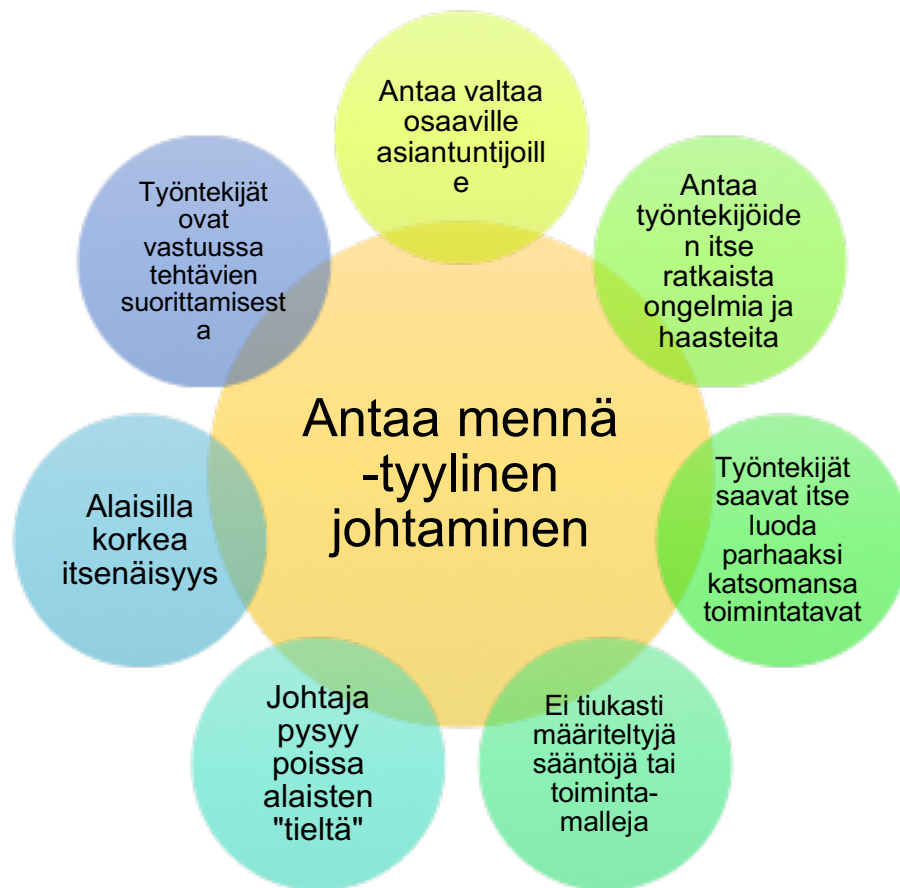 Antaa valtaa
osaaville
asiantuntijoill
e
Antaa
työntekijöide
n itse
ratkaista
ongelmia ja
haasteita
Työntekijät
saavat itse
luoda
parhaaksi
katsomansa
toimintatavat
Ei tiukasti
määriteltyjä
sääntöjä tai
toiminta-
malleja
Johtaja
pysyy
poissa
alaisten
"tieltä"
Alaisilla
korkea
itsenäisyys
Työntekijät
ovat
vastuussa
tehtävien
suorittamisest
a
Antaa mennä
-tyylinen
johtaminen